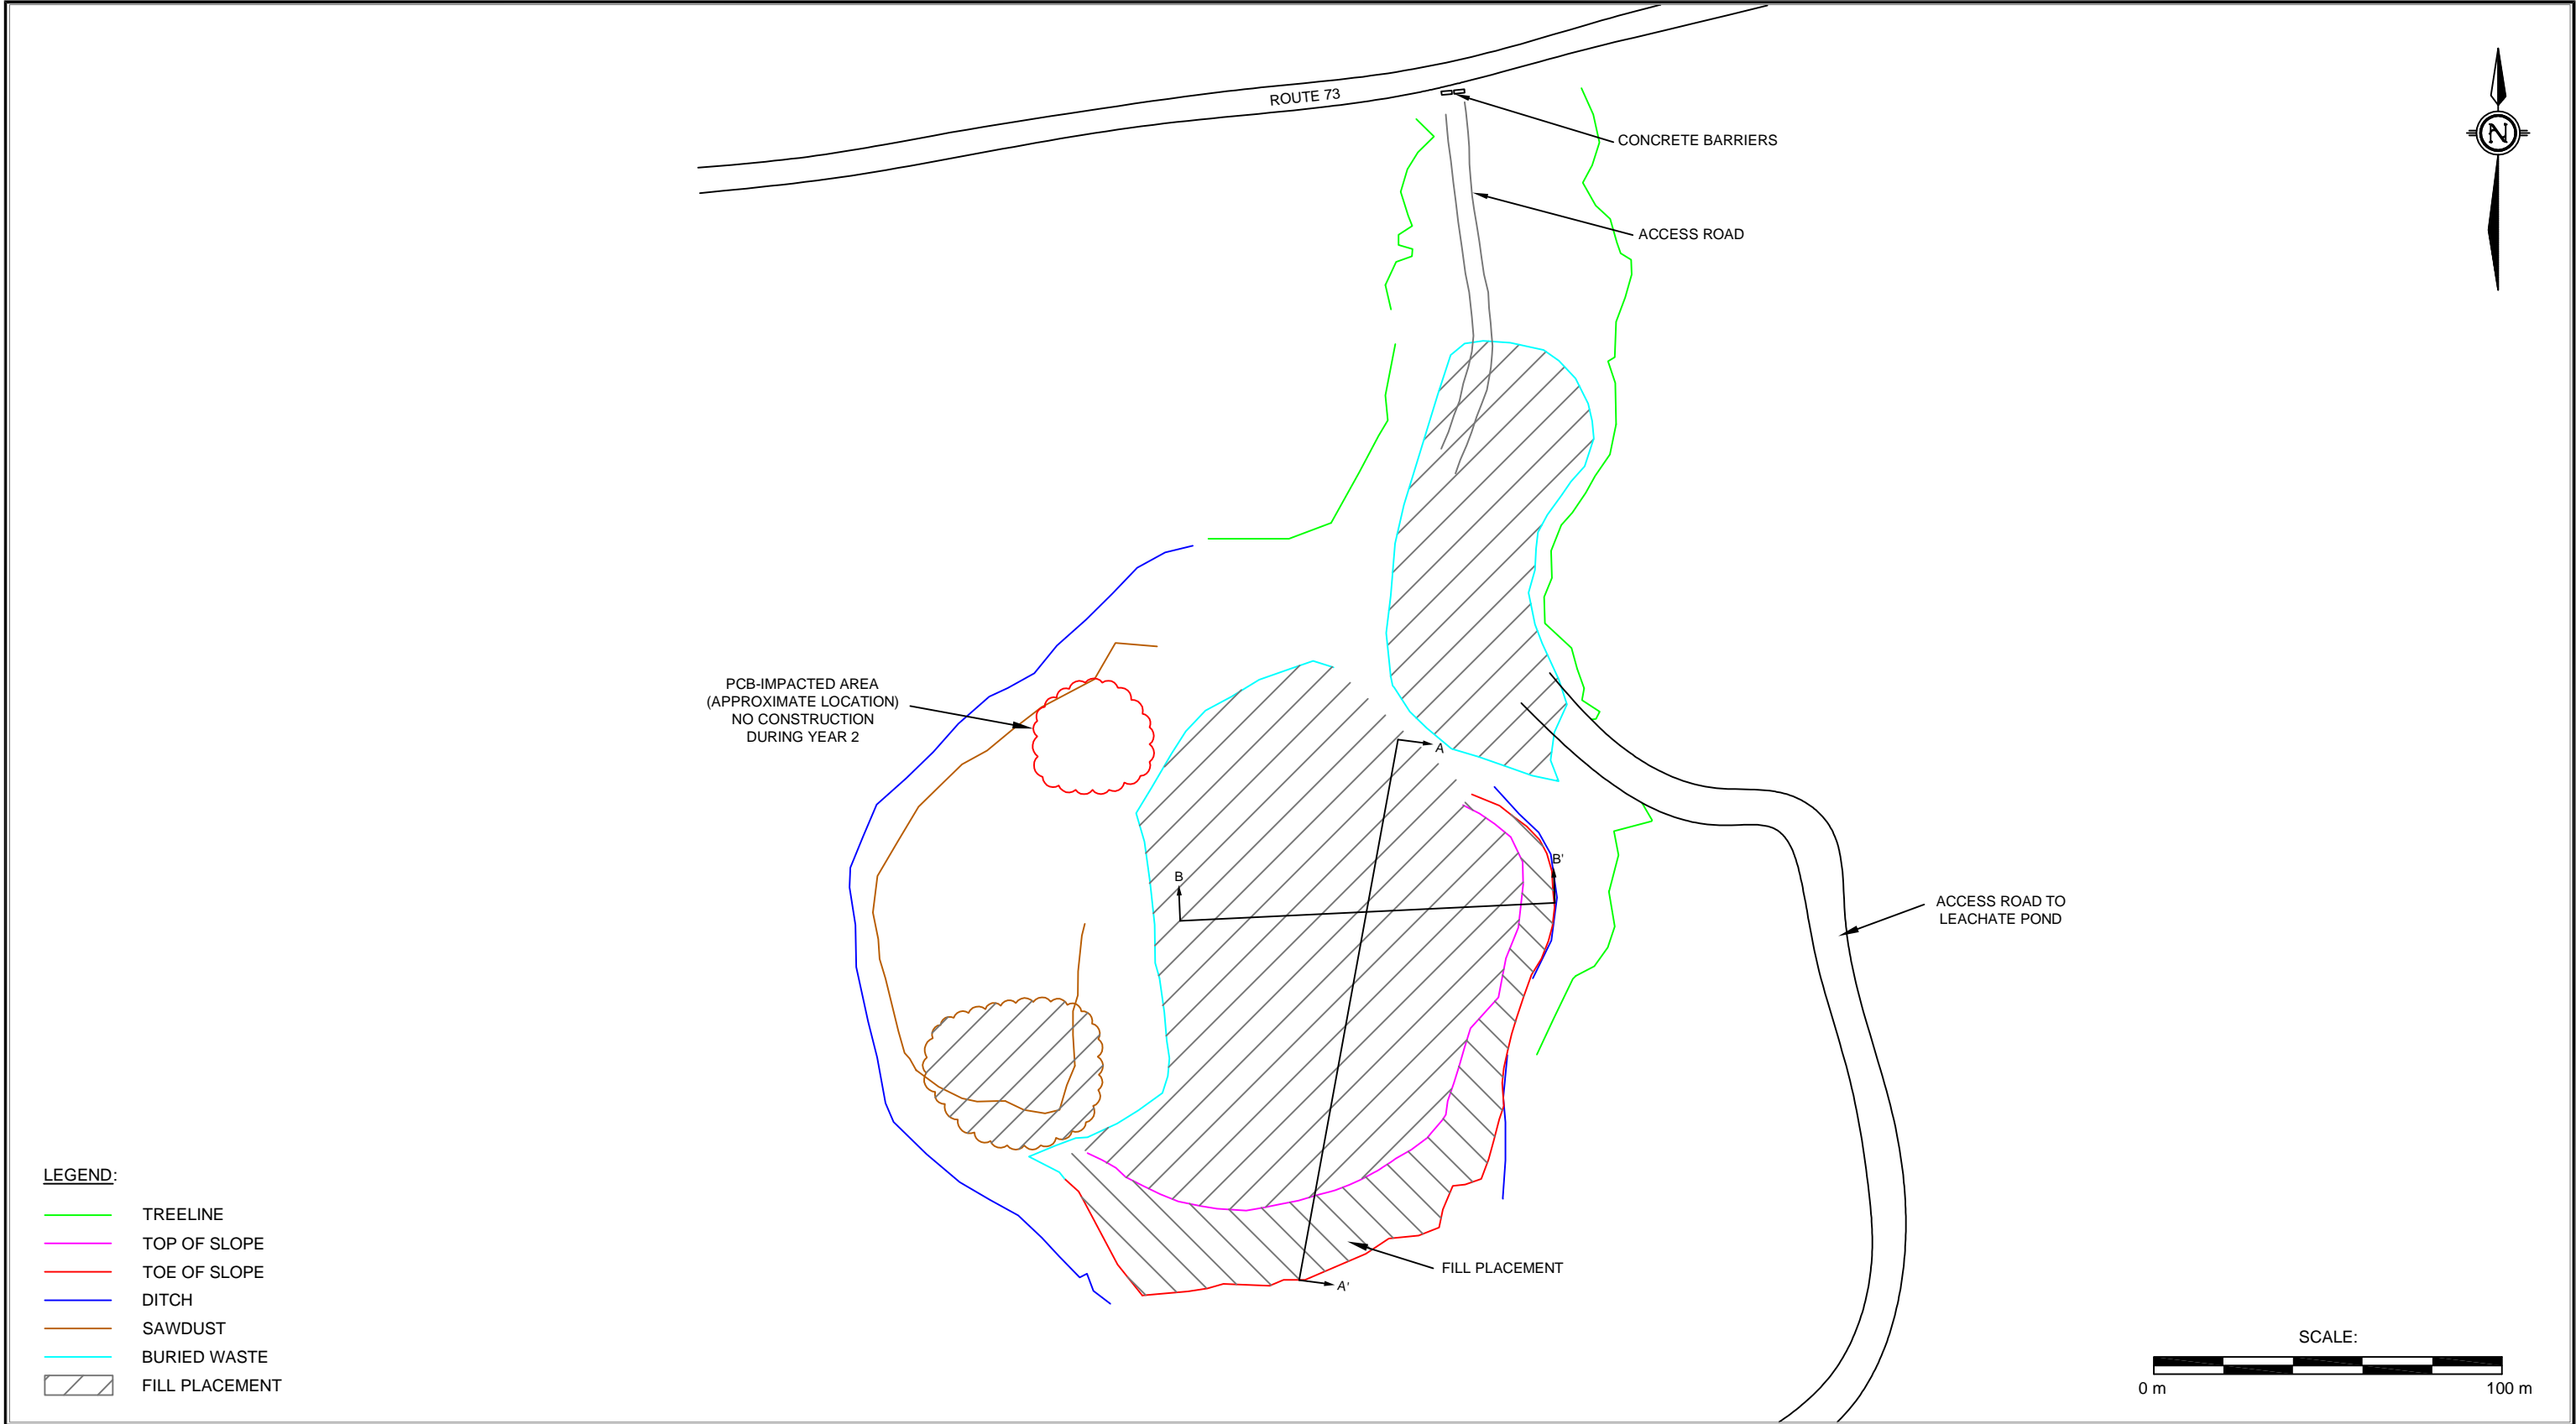 ROUTE 73
N
CONCRETE BARRIERS
ACCESS ROAD
PCB-IMPACTED AREA
(APPROXIMATE LOCATION)
NO CONSTRUCTION
DURING YEAR 2
A
B'
B
ACCESS ROAD TO
LEACHATE POND
FILL PLACEMENT
A'
LEGEND:
TREELINE
TOP OF SLOPE
TOE OF SLOPE
DITCH
SAWDUST
BURIED WASTE
FILL PLACEMENT
SCALE:
0 m 100 m